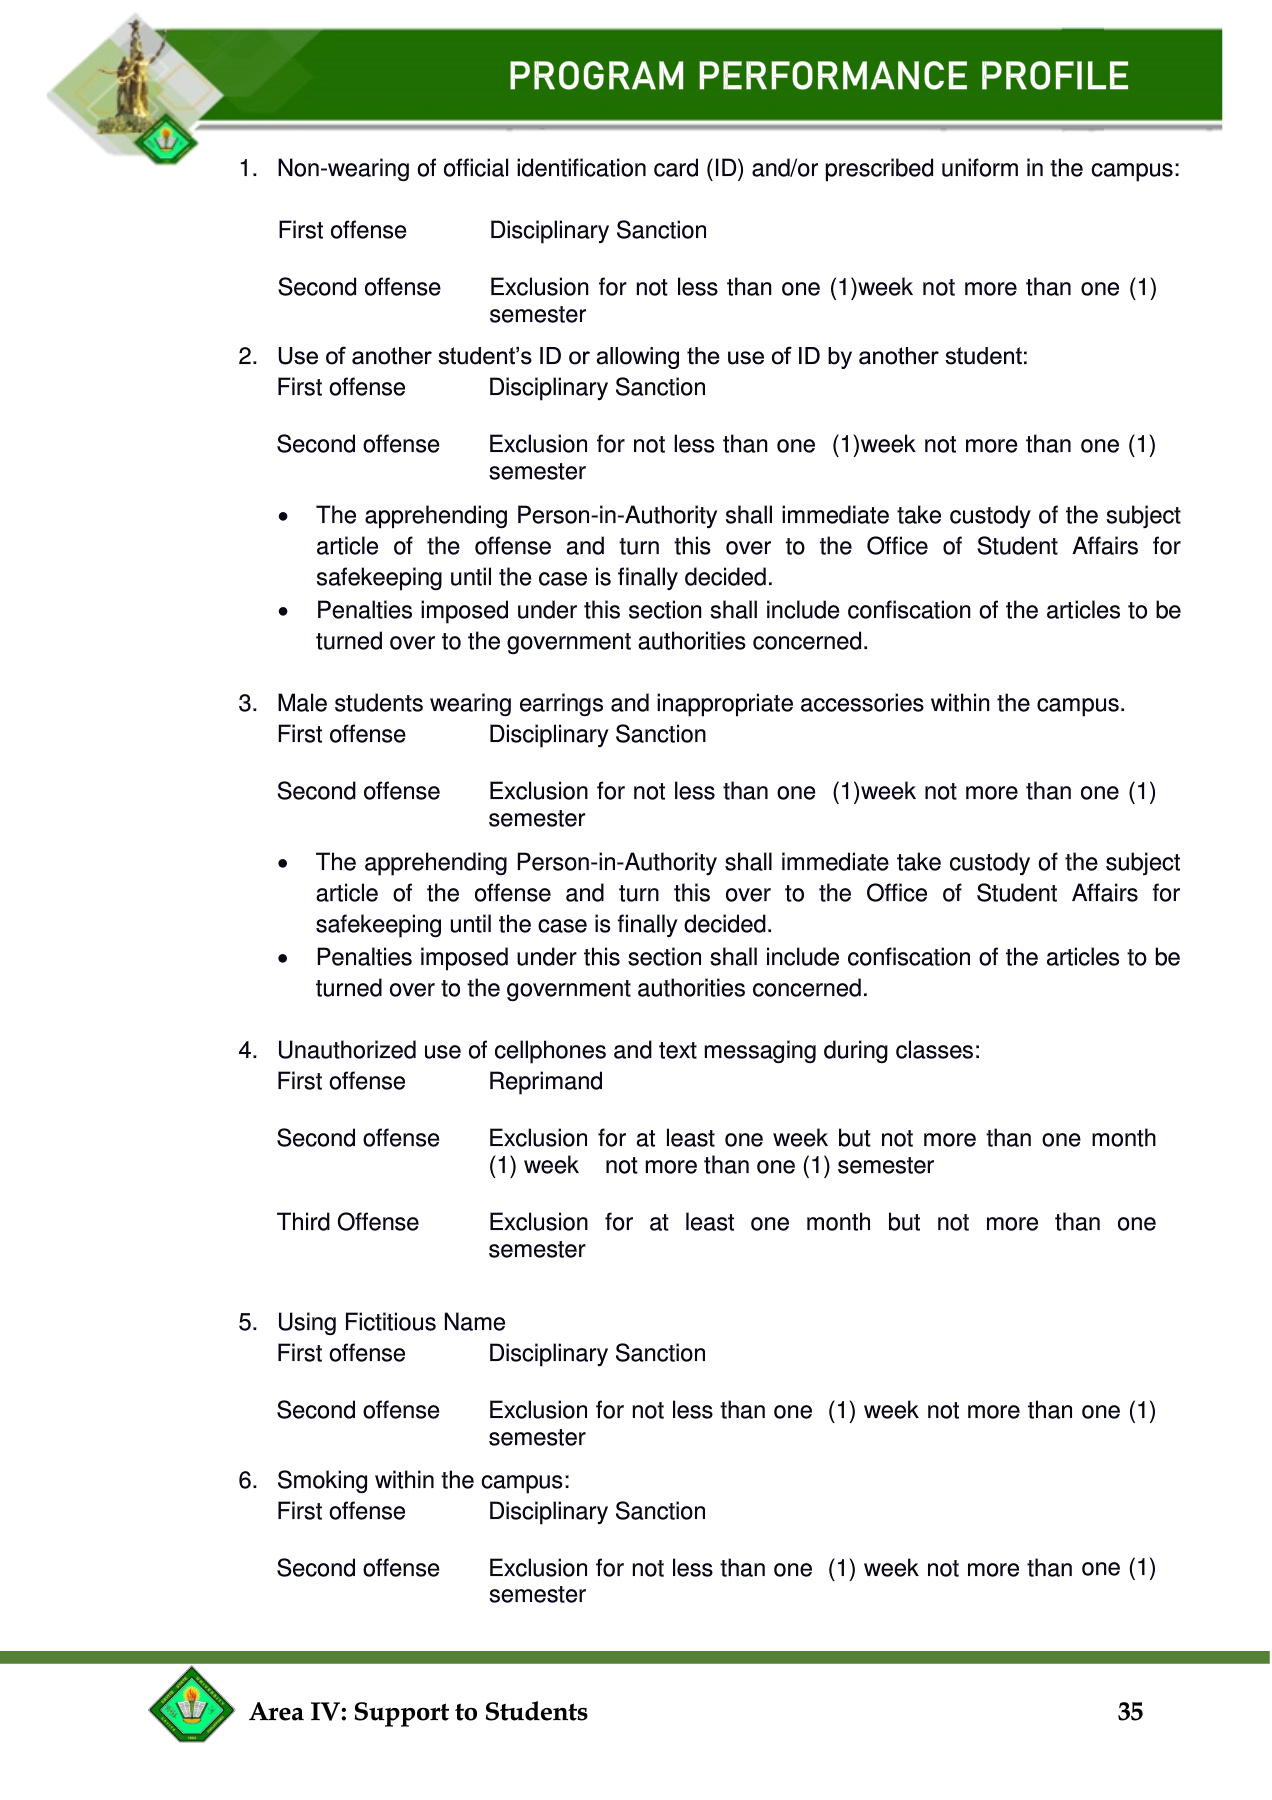 PROGRAM PERFORMANCE PROFILE
1. Non-wearing of official identification card (ID) and/or prescribed uniform in the campus:
First offense Disciplinary Sanction
Second offense Exclusion for not less than one (1)week not more than one (1)
semester
2. Use of another student’s ID or allowing the use of ID by another student:
First offense Disciplinary Sanction
Second offense Exclusion for not less than one (1)week not more than one (1)
semester
• The apprehending Person-in-Authority shall immediate take custody of the subject
article of the offense and turn this over to the Office of Student Affairs for
safekeeping until the case is finally decided.
• Penalties imposed under this section shall include confiscation of the articles to be
turned over to the government authorities concerned.
3. Male students wearing earrings and inappropriate accessories within the campus.
First offense Disciplinary Sanction
Second offense Exclusion for not less than one (1)week not more than one (1)
semester
• The apprehending Person-in-Authority shall immediate take custody of the subject
article of the offense and turn this over to the Office of Student Affairs for
safekeeping until the case is finally decided.
• Penalties imposed under this section shall include confiscation of the articles to be
turned over to the government authorities concerned.
4. Unauthorized use of cellphones and text messaging during classes:
First offense Reprimand
Second offense Exclusion for at least one week but not more than one month
(1) week not more than one (1) semester
Third Offense Exclusion for at least one month but not more than one
semester
5. Using Fictitious Name
First offense Disciplinary Sanction
Second offense Exclusion for not less than one (1) week not more than one (1)
semester
6. Smoking within the campus:
First offense Disciplinary Sanction
Second offense Exclusion for not less than one (1) week not more than one (1)
semester
Area IV: Support to Students 35